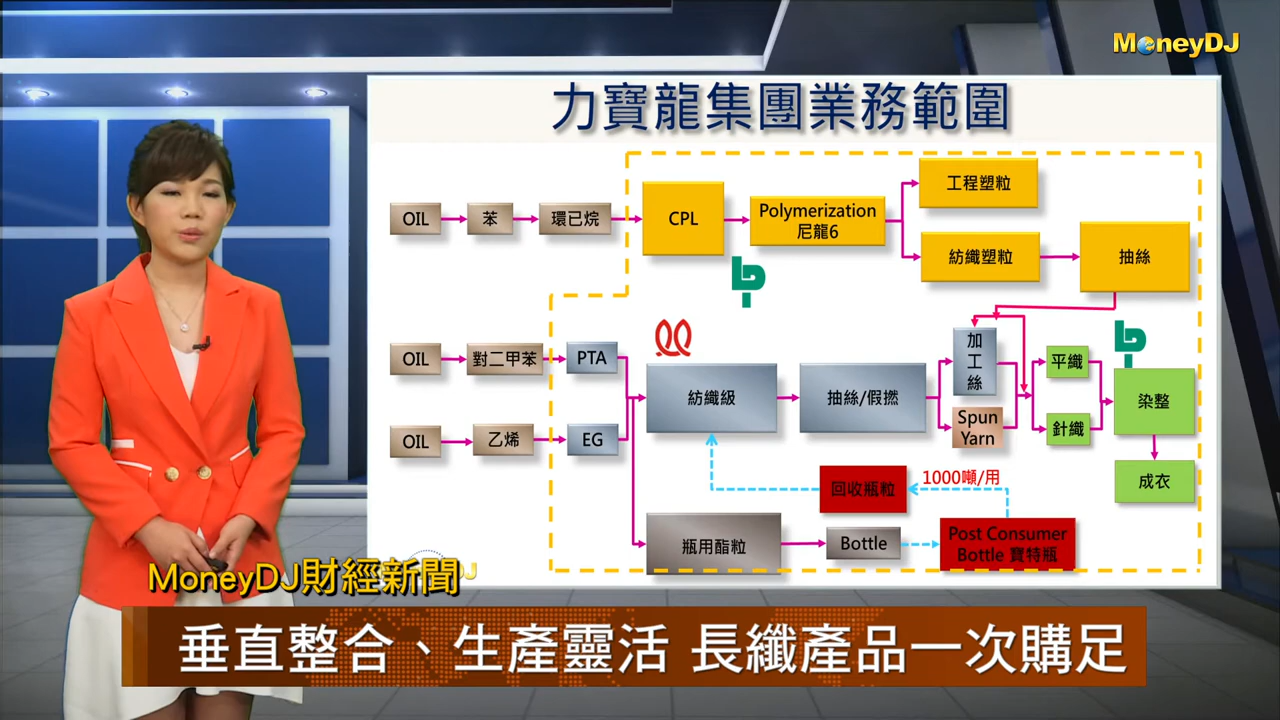 MoneyDJ
力寶龍集團業務範圍
OIL
苯
環已烷
CPL
Polymerization
尼龍6
工程塑粒
紡織塑粒
抽絲
OIL
對二甲苯
PTA
OIL
乙烯
EG
紡織級
抽絲/假撚
加
工
絲
Spun
Yarn
平織
針織
染整
成衣
回收瓶粒
1000噸/用
瓶用酯粒
Bottle
Post Consumer
Bottle 寶特瓶
MoneyDJ財經新聞
垂直整合、生產靈活 長纖產品一次購足